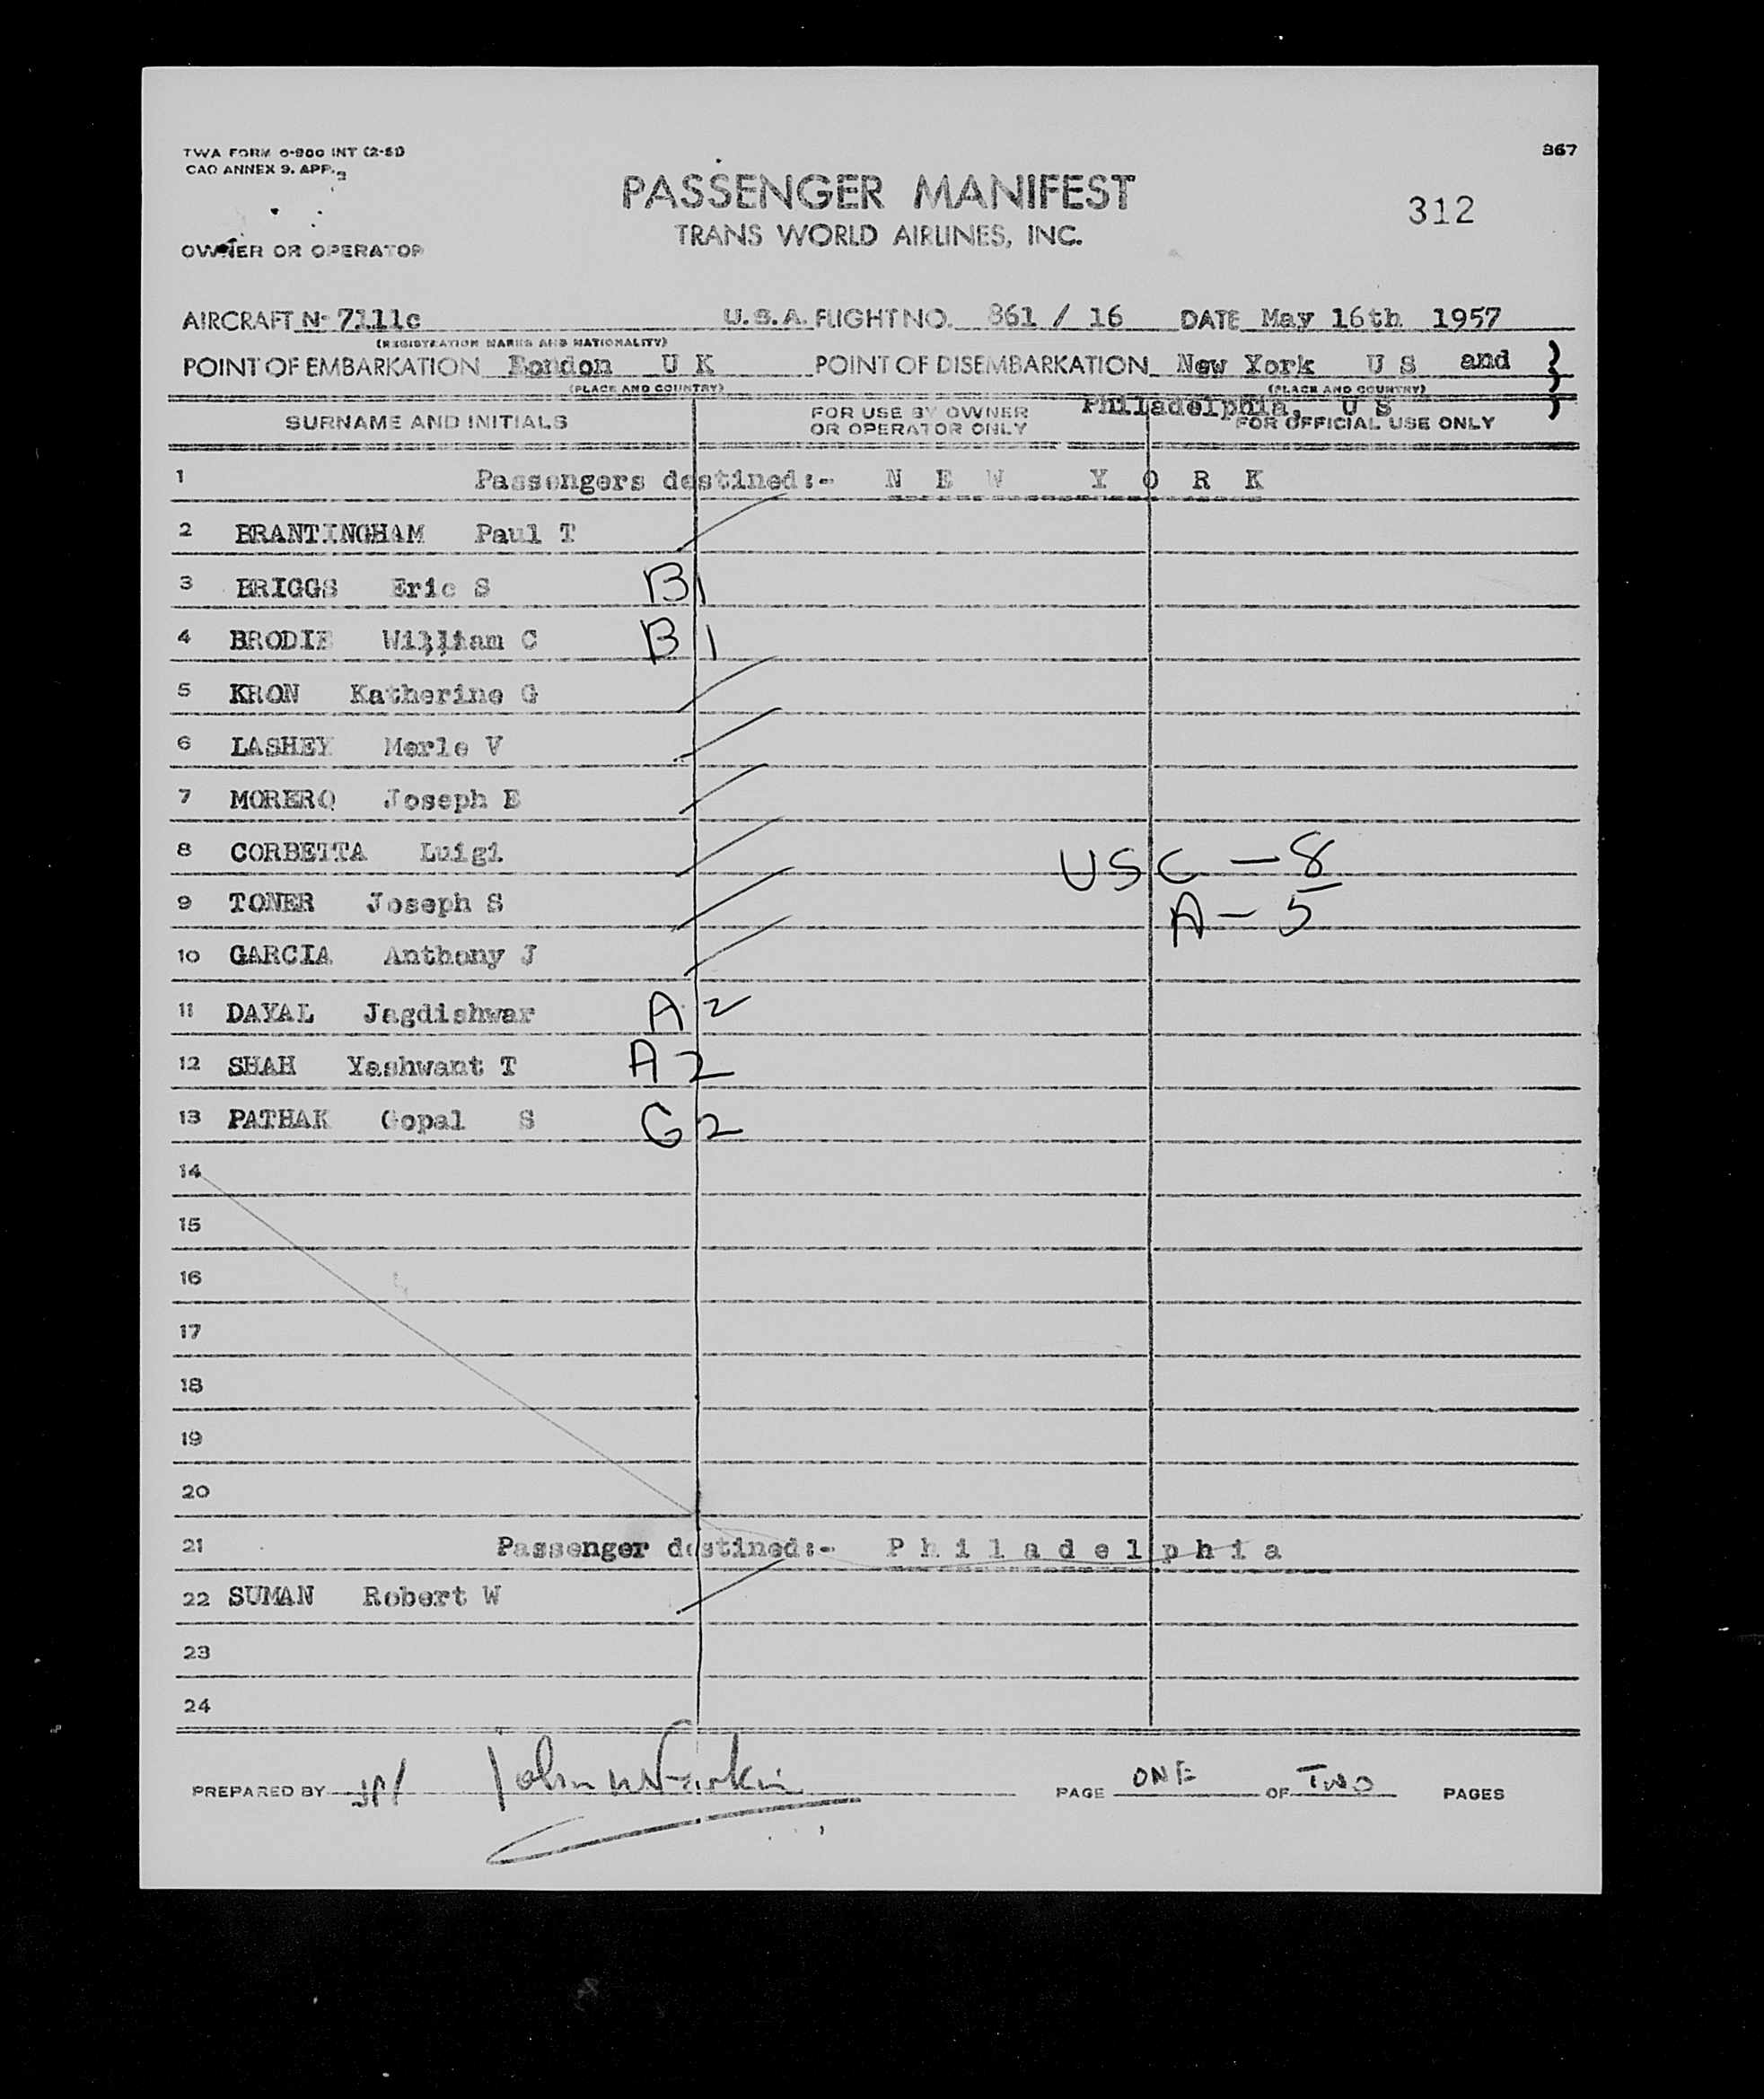 TWA FORM 0-900 INT (2-51)
CAO ANNEX 9. APP. 3
867
PASSENGER MANIFEST
312
TRANS WORLD AIRLINES, INC.
OWNER OR OPERATOR
AIRCRAFT N- 7111c U.S.A. FLIGHT NO. 861 / 16 DATE May 16th 1957
(REGISTRATION MARKS AND NATIONALITY)
POINT OF EMBARKATION London U K POINT OF DISEMBARKATION New York U S and
(PLACE AND COUNTRY) (PLACE AND COUNTRY)
Philadelphia, U S
SURNAME AND INITIALS FOR USE BY OWNER OR OPERATOR ONLY FOR OFFICIAL USE ONLY
1 Passengers destined:- N E W Y O R K
2 BRANTINGHAM Paul T
3 BRIGGS Eric S B1
4 BRODIE William C B1
5 KRON Katherine G
6 LASHEY Merle V
7 MORERO Joseph E
8 CORBETTA Luigi USC - 8
9 TONER Joseph S A - 5
10 GARCIA Anthony J
11 DAYAL Jagdishwar A2
12 SHAH Yashwant T A2
13 PATHAK Gopal S G2
14
15
16
17
18
19
20
21 Passenger destined:- P h i l a d e l p h i a
22 SUMAN Robert W
23
24
PREPARED BY John PAGE ONE OF TWO PAGES